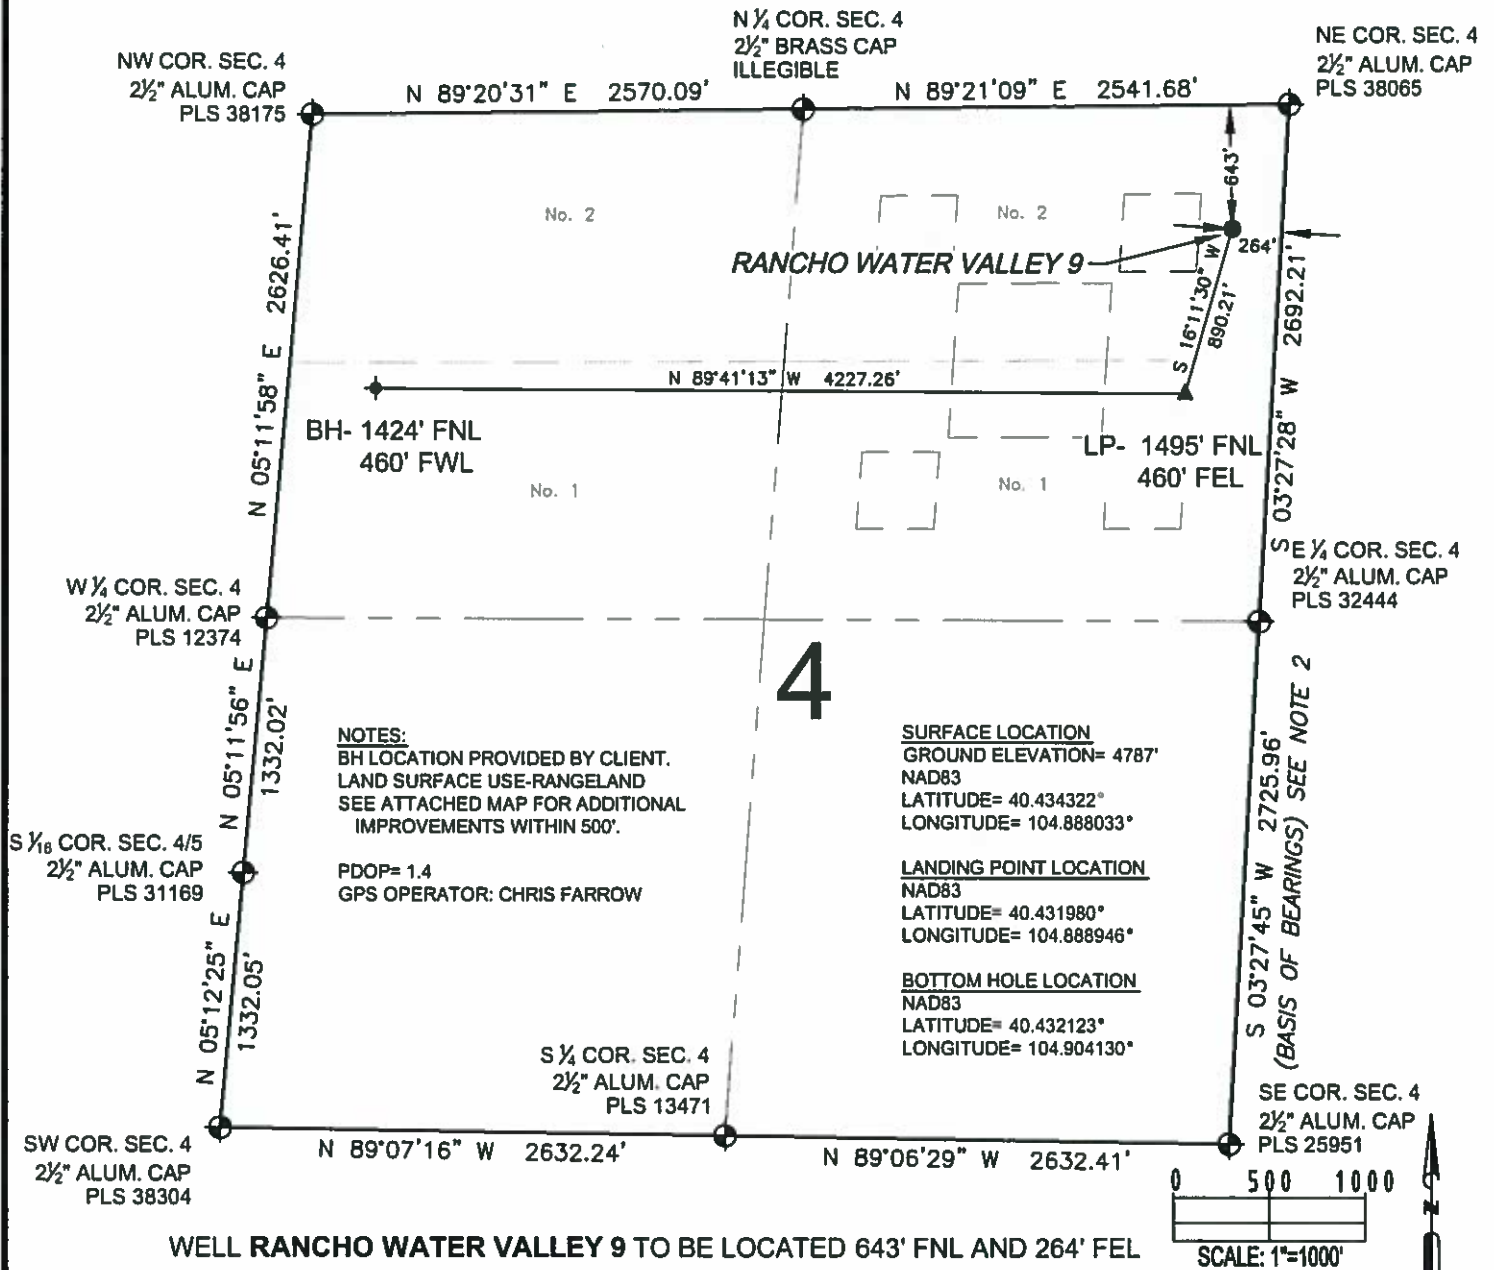 N ¼ COR. SEC. 4
2½" BRASS CAP
ILLEGIBLE
NW COR. SEC. 4
2½" ALUM. CAP
PLS 38175
NE COR. SEC. 4
2½" ALUM. CAP
PLS 38065
N 89°20'31" E 2570.09'
N 89°21'09" E 2541.68'
643'
No. 2
No. 2
RANCHO WATER VALLEY 9
264'
S 16°11'30" W
890.21'
N 05°11'58" E 2626.41'
S 03°27'28" W 2692.21'
N 89°41'13" W 4227.26'
BH- 1424' FNL
460' FWL
LP- 1495' FNL
460' FEL
No. 1
No. 1
W ¼ COR. SEC. 4
2½" ALUM. CAP
PLS 12374
E ¼ COR. SEC. 4
2½" ALUM. CAP
PLS 32444
4
N 05°11'56" E
1332.02'
S 03°27'45" W 2725.96'
(BASIS OF BEARINGS) SEE NOTE 2
NOTES:
BH LOCATION PROVIDED BY CLIENT.
LAND SURFACE USE-RANGELAND
SEE ATTACHED MAP FOR ADDITIONAL
IMPROVEMENTS WITHIN 500'.
PDOP= 1.4
GPS OPERATOR: CHRIS FARROW
SURFACE LOCATION
GROUND ELEVATION= 4787'
NAD83
LATITUDE= 40.434322°
LONGITUDE= 104.888033°
LANDING POINT LOCATION
NAD83
LATITUDE= 40.431980°
LONGITUDE= 104.888946°
BOTTOM HOLE LOCATION
NAD83
LATITUDE= 40.432123°
LONGITUDE= 104.904130°
S 1⁄16 COR. SEC. 4/5
2½" ALUM. CAP
PLS 31169
N 05°12'25" E
1332.05'
S ¼ COR. SEC. 4
2½" ALUM. CAP
PLS 13471
SE COR. SEC. 4
2½" ALUM. CAP
PLS 25951
SW COR. SEC. 4
2½" ALUM. CAP
PLS 38304
N 89°07'16" W 2632.24'
N 89°06'29" W 2632.41'
0 500 1000
SCALE: 1"=1000'
N
WELL RANCHO WATER VALLEY 9 TO BE LOCATED 643' FNL AND 264' FEL